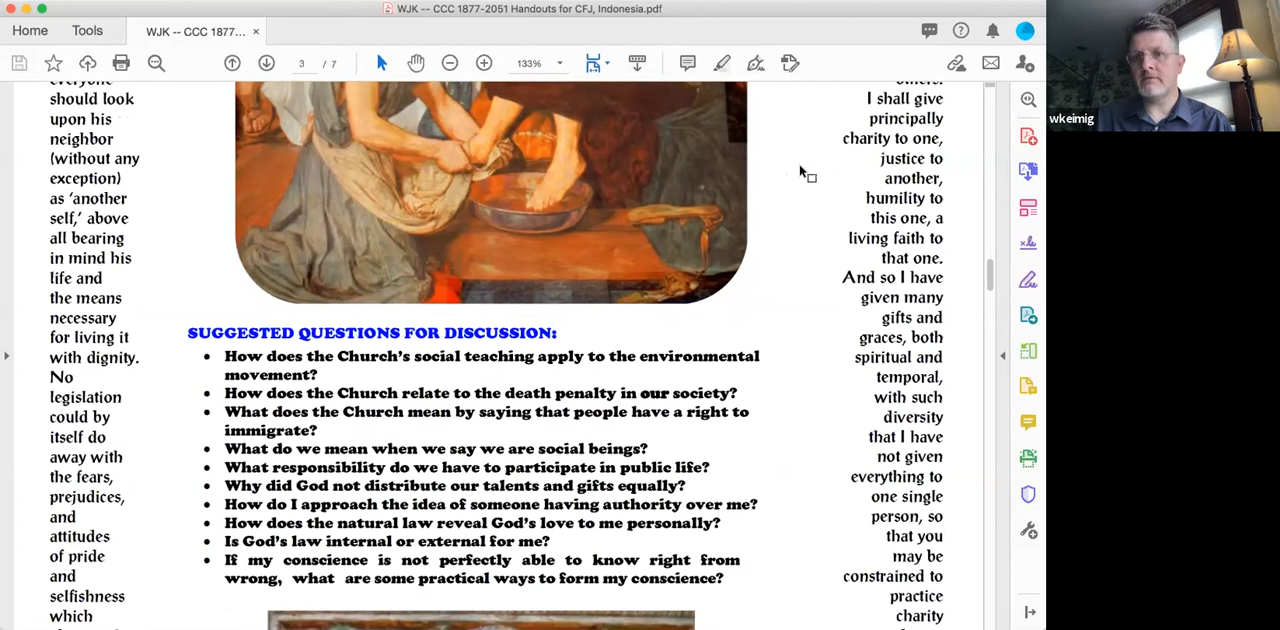 WJK -- CCC 1877-2051 Handouts for CFJ, Indonesia.pdf
Home
Tools
WJK -- CCC 1877... ×
3 / 7
133%
wkeimig
should look
upon his
neighbor
(without any
exception)
as ‘another
self,’ above
all bearing
in mind his
life and
the means
necessary
for living it
with dignity.
No
legislation
could by
itself do
away with
the fears,
prejudices,
and
attitudes
of pride
and
selfishness
which
SUGGESTED QUESTIONS FOR DISCUSSION:
• How does the Church’s social teaching apply to the environmental
movement?
• How does the Church relate to the death penalty in our society?
• What does the Church mean by saying that people have a right to
immigrate?
• What do we mean when we say we are social beings?
• What responsibility do we have to participate in public life?
• Why did God not distribute our talents and gifts equally?
• How do I approach the idea of someone having authority over me?
• How does the natural law reveal God’s love to me personally?
• Is God’s law internal or external for me?
• If my conscience is not perfectly able to know right from
wrong, what are some practical ways to form my conscience?
I shall give
principally
charity to one,
justice to
another,
humility to
this one, a
living faith to
that one.
And so I have
given many
gifts and
graces, both
spiritual and
temporal,
with such
diversity
that I have
not given
everything to
one single
person, so
that you
may be
constrained to
practice
charity